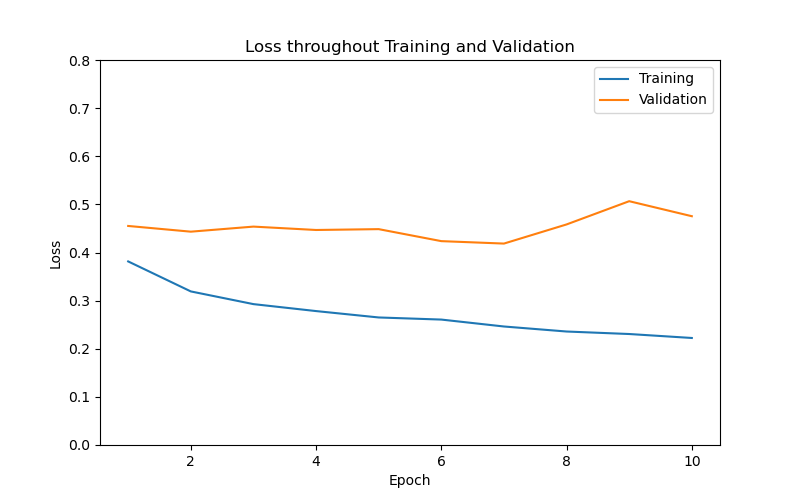 Loss throughout Training and Validation
0.8
0.7
0.6
0.5
0.4
0.3
0.2
0.1
0.0
Loss
Training
Validation
2 4 6 8 10
Epoch